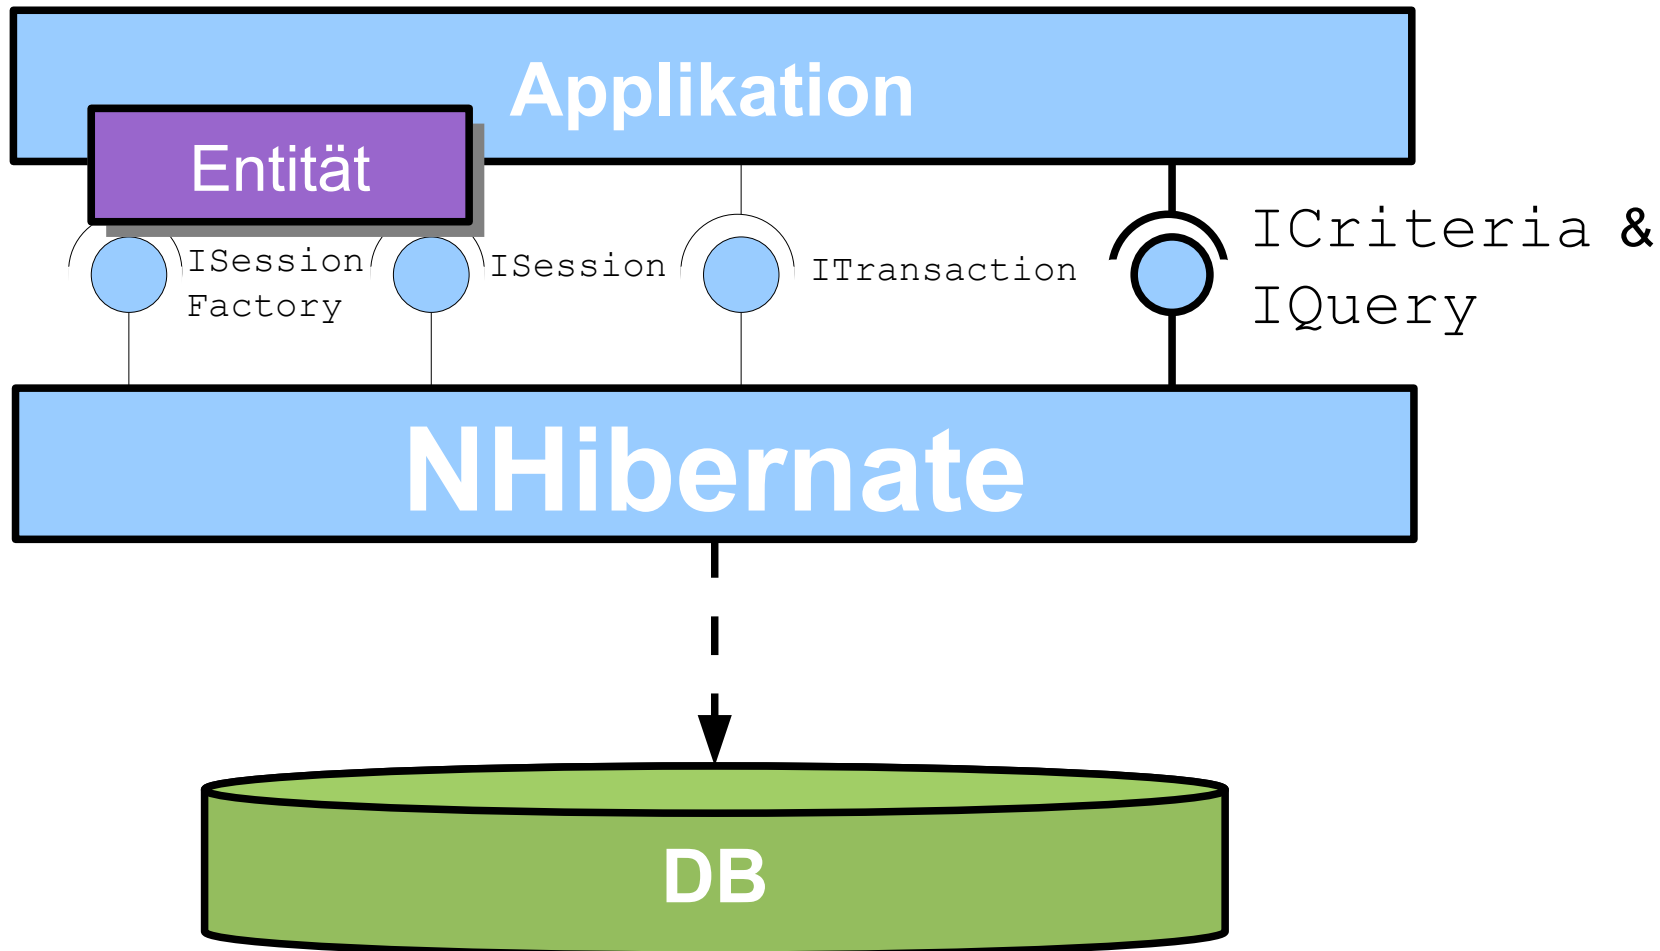 Applikation
Entität
ISession
Factory
ISession
ITransaction
ICriteria &
IQuery
NHibernate
DB